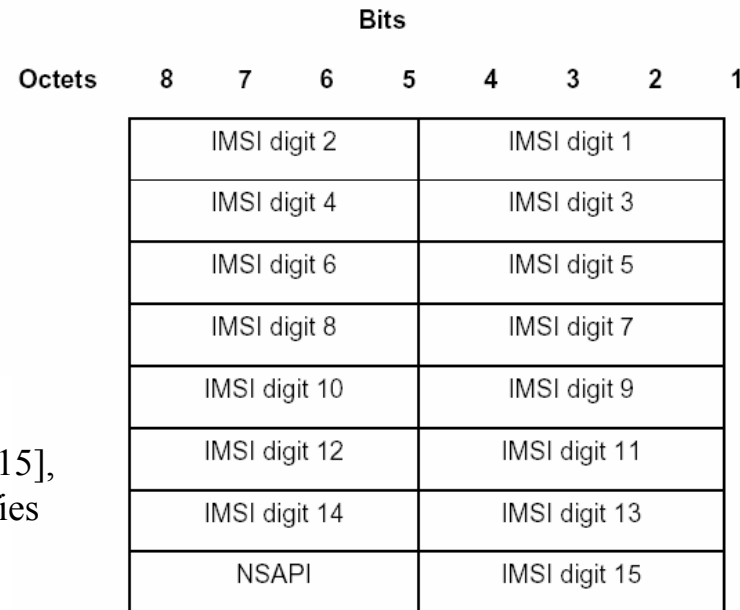 Bits
Octets 8 7 6 5 4 3 2 1
IMSI digit 2 IMSI digit 1
IMSI digit 4 IMSI digit 3
IMSI digit 6 IMSI digit 5
IMSI digit 8 IMSI digit 7
IMSI digit 10 IMSI digit 9
15],
IMSI digit 12 IMSI digit 11
ies
IMSI digit 14 IMSI digit 13
NSAPI IMSI digit 15